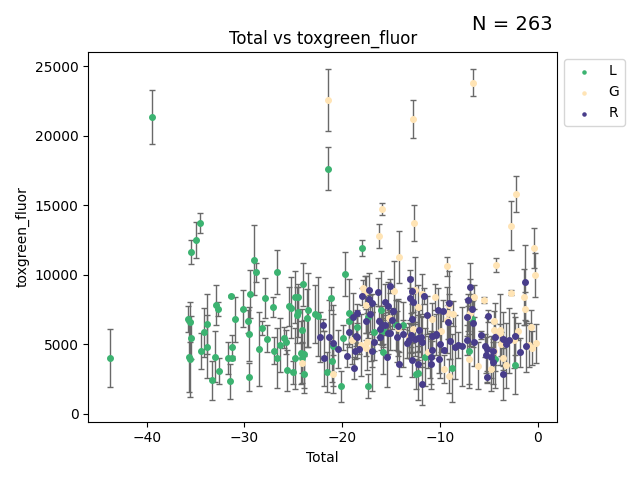 N = 263
Total vs toxgreen_fluor
25000
20000
15000
10000
5000
0
toxgreen_fluor
−40
−30
−20
−10
0
Total
L
G
R